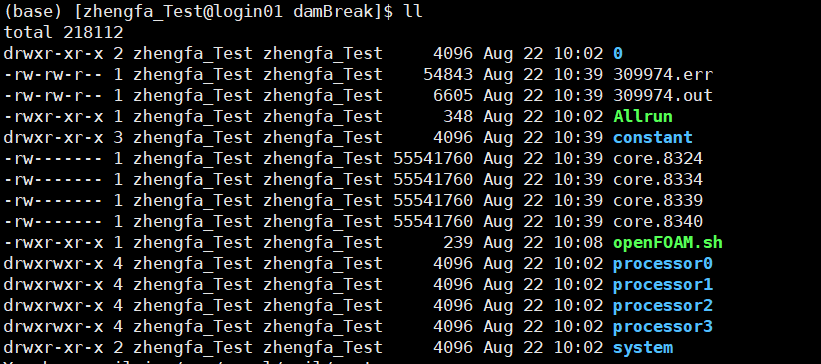 (base) [zhengfa_Test@login01 damBreak]$ ll
total 218112
drwxr-xr-x 2 zhengfa_Test zhengfa_Test 4096 Aug 22 10:02 0
-rw-rw-r-- 1 zhengfa_Test zhengfa_Test 54843 Aug 22 10:39 309974.err
-rw-rw-r-- 1 zhengfa_Test zhengfa_Test 6605 Aug 22 10:39 309974.out
-rwxr-xr-x 1 zhengfa_Test zhengfa_Test 348 Aug 22 10:02 Allrun
drwxr-xr-x 3 zhengfa_Test zhengfa_Test 4096 Aug 22 10:39 constant
-rw------- 1 zhengfa_Test zhengfa_Test 55541760 Aug 22 10:39 core.8324
-rw------- 1 zhengfa_Test zhengfa_Test 55541760 Aug 22 10:39 core.8334
-rw------- 1 zhengfa_Test zhengfa_Test 55541760 Aug 22 10:39 core.8339
-rw------- 1 zhengfa_Test zhengfa_Test 55541760 Aug 22 10:39 core.8340
-rwxr-xr-x 1 zhengfa_Test zhengfa_Test 239 Aug 22 10:08 openFOAM.sh
drwxrwxr-x 4 zhengfa_Test zhengfa_Test 4096 Aug 22 10:02 processor0
drwxrwxr-x 4 zhengfa_Test zhengfa_Test 4096 Aug 22 10:02 processor1
drwxrwxr-x 4 zhengfa_Test zhengfa_Test 4096 Aug 22 10:02 processor2
drwxrwxr-x 4 zhengfa_Test zhengfa_Test 4096 Aug 22 10:02 processor3
drwxr-xr-x 2 zhengfa_Test zhengfa_Test 4096 Aug 22 10:02 system